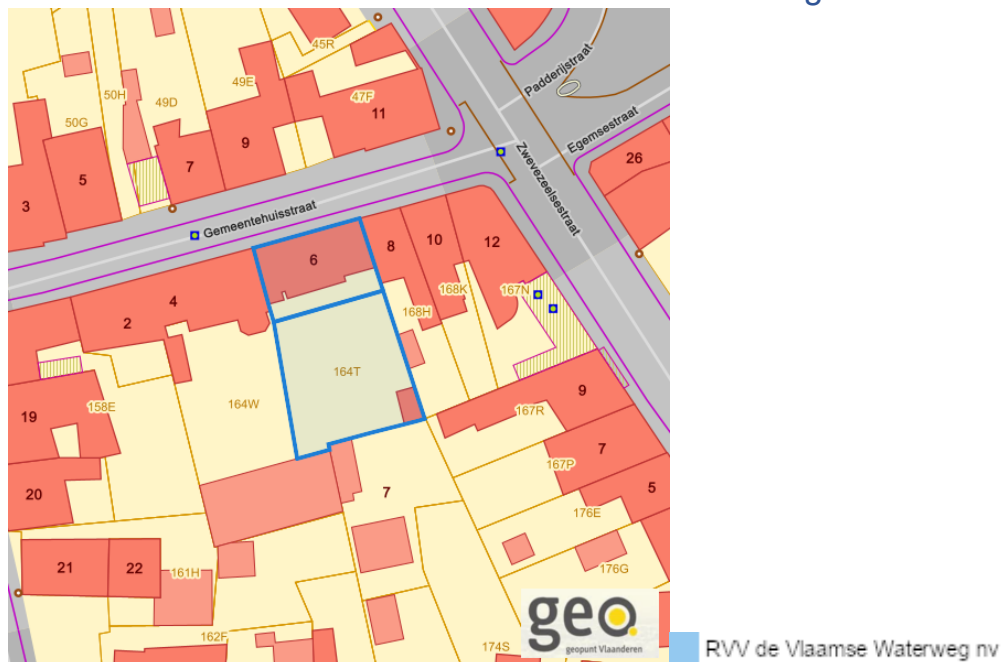 45R
50H
49E
49D
47F
50G
11
9
7
5
3
Padderijstraat
Egemsestraat
Zwevezeelsestraat
26
Gemeentehuisstraat
6
8
10
12
4
2
168K
167N
168H
164T
164W
158E
19
9
167R
7
167P
20
7
5
176E
21
22
161H
176G
162F
174S
geo.
geopunt Vlaanderen
RVV de Vlaamse Waterweg nv